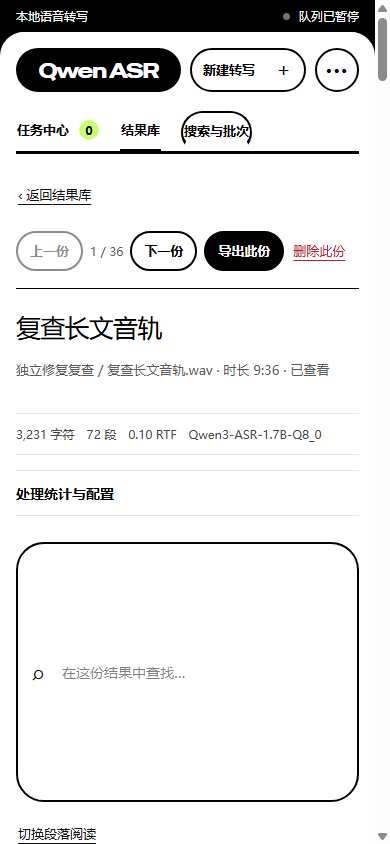 本地语音转写
队列已暂停
Qwen ASR
新建转写 +
任务中心 0 结果库 搜索与批次
‹ 返回结果库
上一份 1 / 36 下一份 导出此份 删除此份
复查长文音轨
独立修复复查 / 复查长文音轨.wav · 时长 9:36 · 已查看
3,231 字符 72 段 0.10 RTF Qwen3-ASR-1.7B-Q8_0
处理统计与配置
在这份结果中查找...
切换段落阅读